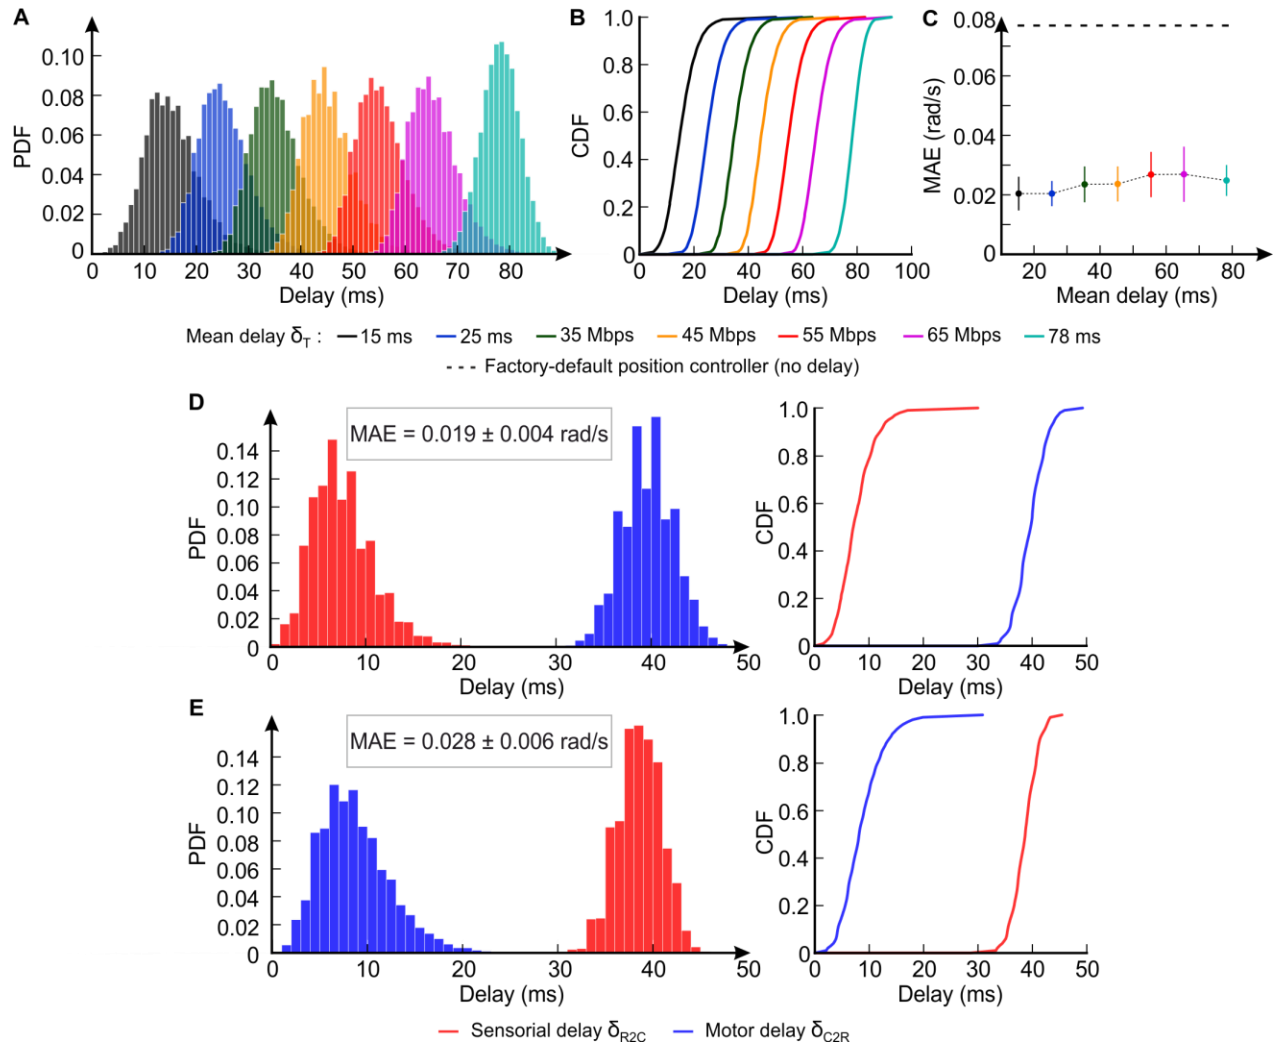 A
PDF
0.10
0.08
0.06
0.04
0.02
0
0 10 20 30 40 50 60 70 80
Delay (ms)
B
CDF
1.0
0.8
0.6
0.4
0.2
0
0 20 40 60 80 100
Delay (ms)
C
MAE (rad/s)
0.08
0.06
0.04
0.02
0
20 40 60 80
Mean delay (ms)
Mean delay δT : 15 ms 25 ms 35 Mbps 45 Mbps 55 Mbps 65 Mbps 78 ms
Factory-default position controller (no delay)
D
MAE = 0.019 ± 0.004 rad/s
PDF
0.14
0.12
0.10
0.08
0.06
0.04
0.02
0
0 10 20 30 40 50
Delay (ms)
CDF
1.0
0.8
0.6
0.4
0.2
0
0 10 20 30 40 50
Delay (ms)
E
MAE = 0.028 ± 0.006 rad/s
PDF
0.14
0.12
0.10
0.08
0.06
0.04
0.02
0
0 10 20 30 40 50
Delay (ms)
CDF
1.0
0.8
0.6
0.4
0.2
0
0 10 20 30 40 50
Delay (ms)
Sensorial delay δR2C Motor delay δC2R